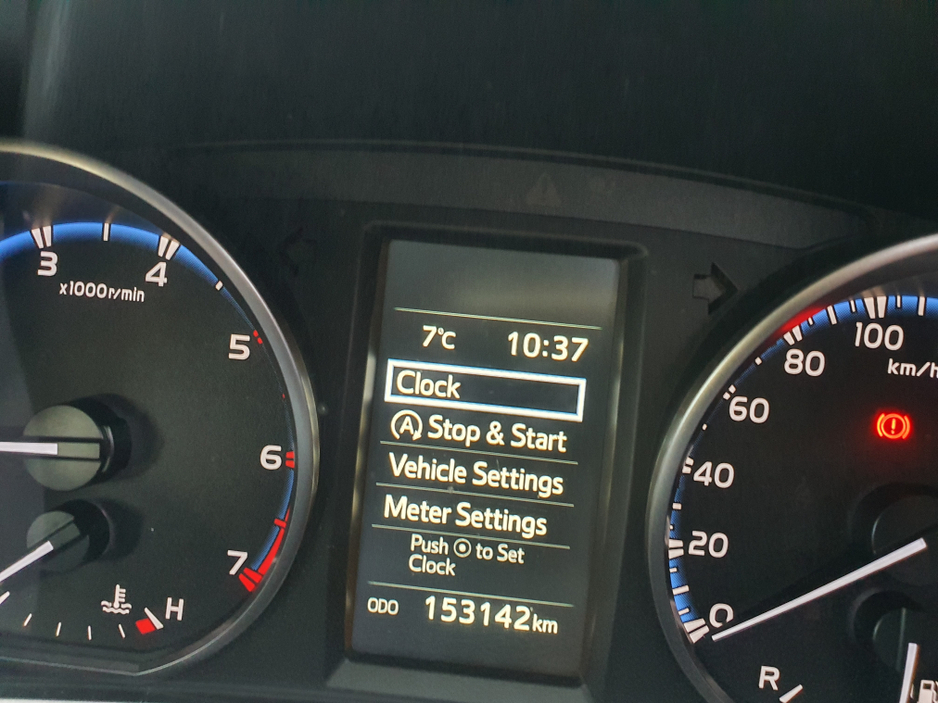 3
4
x1000r/min
5
6
7
H
7°C 10:37
Clock
A Stop & Start
Vehicle Settings
Meter Settings
Push to Set
Clock
ODO 153142km
100
80
km/h
60
!
40
20
0
R